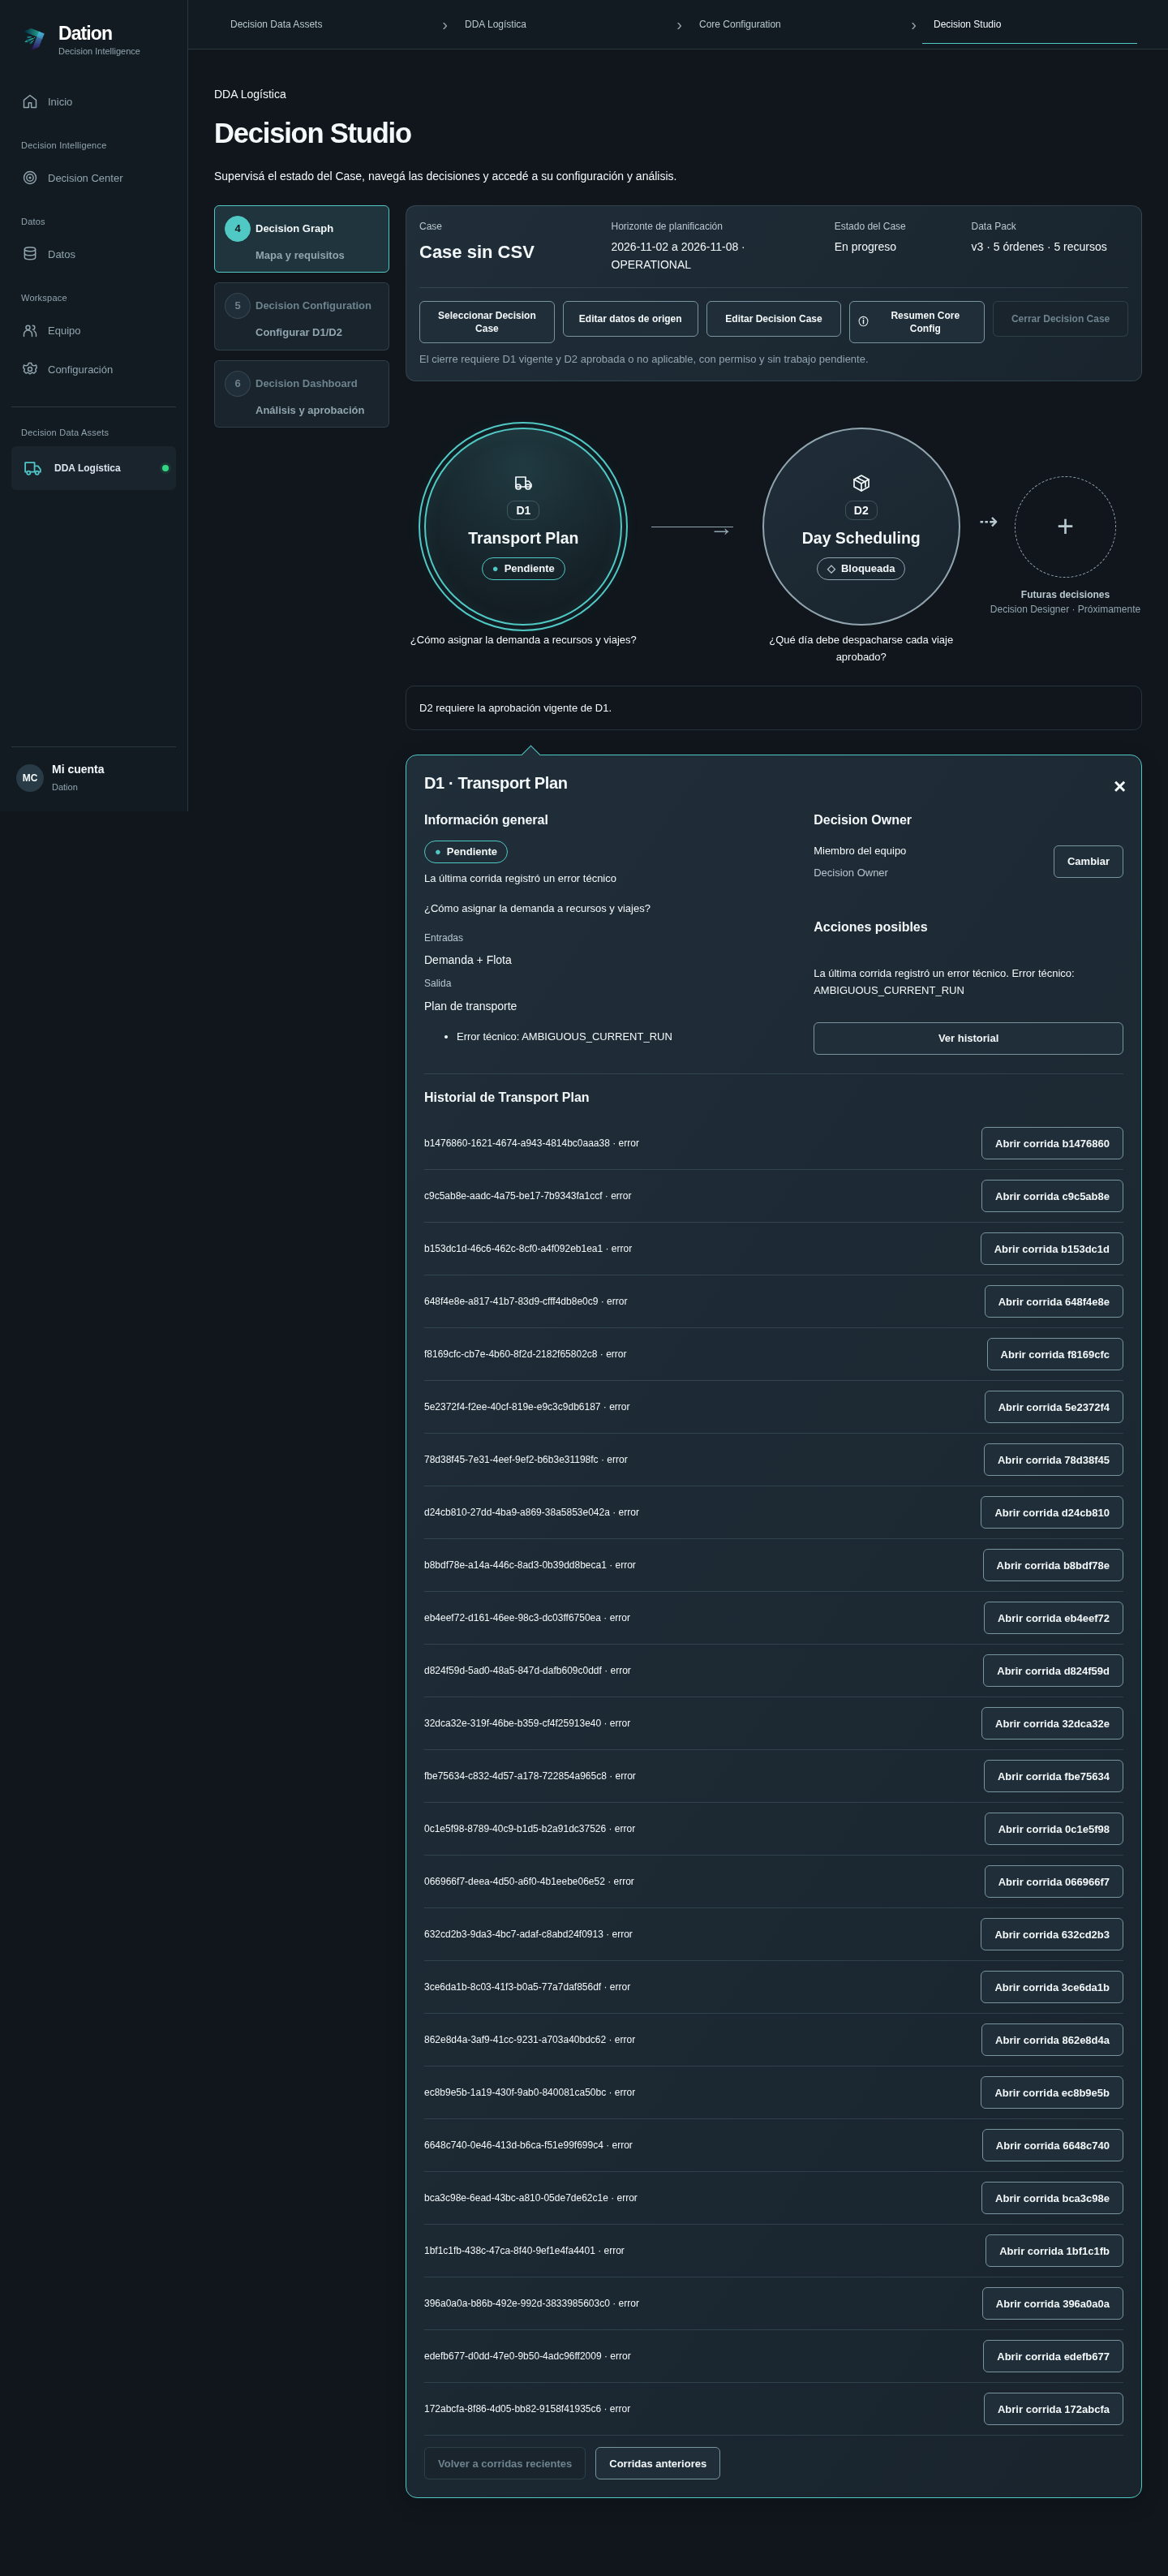 Dation
Decision Intelligence
Inicio
Decision Intelligence
Decision Center
Datos
Datos
Workspace
Equipo
Configuración
Decision Data Assets
DDA Logística
MC
Mi cuenta
Dation
Decision Data Assets
DDA Logística
Core Configuration
Decision Studio
DDA Logística
Decision Studio
Supervisá el estado del Case, navegá las decisiones y accedé a su configuración y análisis.
4
Decision Graph
Mapa y requisitos
5
Decision Configuration
Configurar D1/D2
6
Decision Dashboard
Análisis y aprobación
Case
Case sin CSV
Horizonte de planificación
2026-11-02 a 2026-11-08 ·
OPERATIONAL
Estado del Case
En progreso
Data Pack
v3 · 5 órdenes · 5 recursos
Seleccionar Decision
Case
Editar datos de origen
Editar Decision Case
Resumen Core
Config
Cerrar Decision Case
El cierre requiere D1 vigente y D2 aprobada o no aplicable, con permiso y sin trabajo pendiente.
D1
Transport Plan
● Pendiente
¿Cómo asignar la demanda a recursos y viajes?
→
D2
Day Scheduling
◇ Bloqueada
¿Qué día debe despacharse cada viaje
aprobado?
⇢
+
Futuras decisiones
Decision Designer · Próximamente
D2 requiere la aprobación vigente de D1.
D1 · Transport Plan
×
Información general
● Pendiente
La última corrida registró un error técnico
¿Cómo asignar la demanda a recursos y viajes?
Entradas
Demanda + Flota
Salida
Plan de transporte
• Error técnico: AMBIGUOUS_CURRENT_RUN
Decision Owner
Miembro del equipo
Decision Owner
Cambiar
Acciones posibles
La última corrida registró un error técnico. Error técnico:
AMBIGUOUS_CURRENT_RUN
Ver historial
Historial de Transport Plan
b1476860-1621-4674-a943-4814bc0aaa38 · error
Abrir corrida b1476860
c9c5ab8e-aadc-4a75-be17-7b9343fa1ccf · error
Abrir corrida c9c5ab8e
b153dc1d-46c6-462c-8cf0-a4f092eb1ea1 · error
Abrir corrida b153dc1d
648f4e8e-a817-41b7-83d9-cfff4db8e0c9 · error
Abrir corrida 648f4e8e
f8169cfc-cb7e-4b60-8f2d-2182f65802c8 · error
Abrir corrida f8169cfc
5e2372f4-f2ee-40cf-819e-e9c3c9db6187 · error
Abrir corrida 5e2372f4
78d38f45-7e31-4eef-9ef2-b6b3e31198fc · error
Abrir corrida 78d38f45
d24cb810-27dd-4ba9-a869-38a5853e042a · error
Abrir corrida d24cb810
b8bdf78e-a14a-446c-8ad3-0b39dd8beca1 · error
Abrir corrida b8bdf78e
eb4eef72-d161-46ee-98c3-dc03ff6750ea · error
Abrir corrida eb4eef72
d824f59d-5ad0-48a5-847d-dafb609c0ddf · error
Abrir corrida d824f59d
32dca32e-319f-46be-b359-cf4f25913e40 · error
Abrir corrida 32dca32e
fbe75634-c832-4d57-a178-722854a965c8 · error
Abrir corrida fbe75634
0c1e5f98-8789-40c9-b1d5-b2a91dc37526 · error
Abrir corrida 0c1e5f98
066966f7-deea-4d50-a6f0-4b1eebe06e52 · error
Abrir corrida 066966f7
632cd2b3-9da3-4bc7-adaf-c8abd24f0913 · error
Abrir corrida 632cd2b3
3ce6da1b-8c03-41f3-b0a5-77a7daf856df · error
Abrir corrida 3ce6da1b
862e8d4a-3af9-41cc-9231-a703a40bdc62 · error
Abrir corrida 862e8d4a
ec8b9e5b-1a19-430f-9ab0-840081ca50bc · error
Abrir corrida ec8b9e5b
6648c740-0e46-413d-b6ca-f51e99f699c4 · error
Abrir corrida 6648c740
bca3c98e-6ead-43bc-a810-05de7de62c1e · error
Abrir corrida bca3c98e
1bf1c1fb-438c-47ca-8f40-9ef1e4fa4401 · error
Abrir corrida 1bf1c1fb
396a0a0a-b86b-492e-992d-3833985603c0 · error
Abrir corrida 396a0a0a
edefb677-d0dd-47e0-9b50-4adc96ff2009 · error
Abrir corrida edefb677
172abcfa-8f86-4d05-bb82-9158f41935c6 · error
Abrir corrida 172abcfa
Volver a corridas recientes
Corridas anteriores